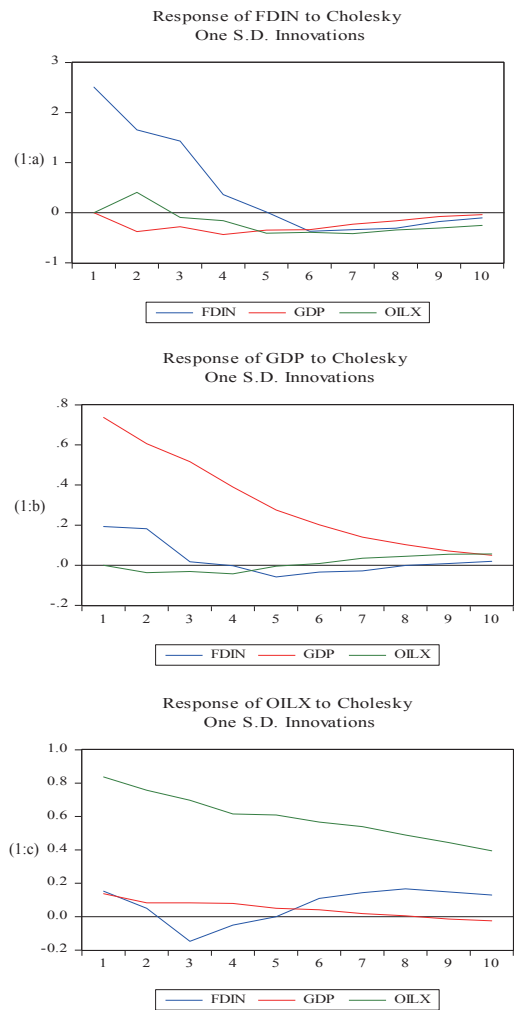 Response of FDIN to Cholesky
One S.D. Innovations
3
2
(1:a)
1
0
-1
1 2 3 4 5 6 7 8 9 10
FDIN GDP OILX
Response of GDP to Cholesky
One S.D. Innovations
.8
.6
.4
(1:b)
.2
.0
-.2
1 2 3 4 5 6 7 8 9 10
FDIN GDP OILX
Response of OILX to Cholesky
One S.D. Innovations
1.0
0.8
0.6
(1:c)
0.4
0.2
0.0
-0.2
1 2 3 4 5 6 7 8 9 10
FDIN GDP OILX